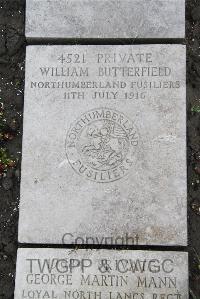 4521 PRIVATE
WILLIAM BUTTERFIELD
NORTHUMBERLAND FUSILIERS
11TH JULY 1916
NORTHUMBERLAND
FUSILIERS
Copyright
TWGPP & CWGC
PRIVATE
GEORGE MARTIN MANN
LOYAL NORTH LANCS REGT